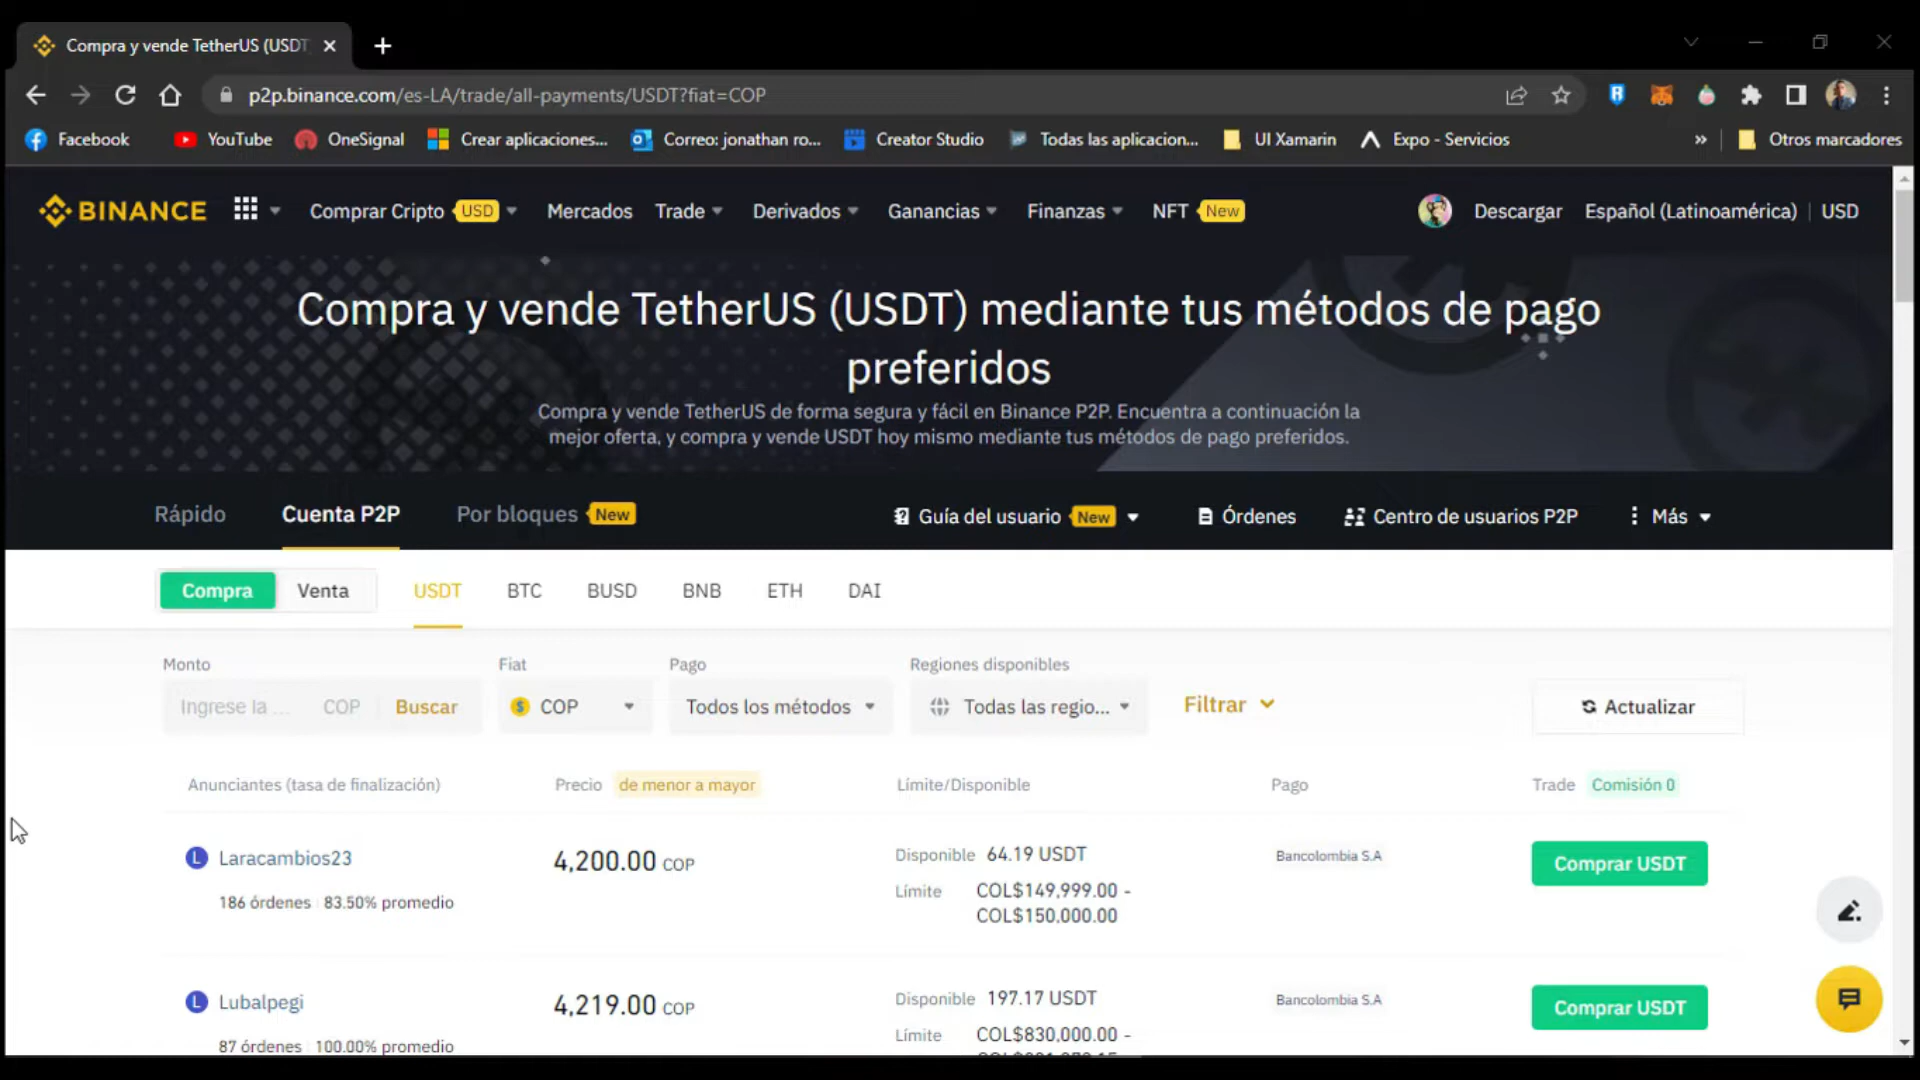 Compra y vende TetherUS (USDT
p2p.binance.com/es-LA/trade/all-payments/USDT?fiat=COP
Facebook YouTube OneSignal Crear aplicaciones... Correo: jonathan ro... Creator Studio Todas las aplicacion... UI Xamarin Expo - Servicios » Otros marcadores
BINANCE Comprar Cripto USD Mercados Trade Derivados Ganancias Finanzas NFT New Descargar Español (Latinoamérica) USD
Compra y vende TetherUS (USDT) mediante tus métodos de pago
preferidos
Compra y vende TetherUS de forma segura y fácil en Binance P2P. Encuentra a continuación la
mejor oferta, y compra y vende USDT hoy mismo mediante tus métodos de pago preferidos.
Rápido Cuenta P2P Por bloques New Guía del usuario New Órdenes Centro de usuarios P2P Más
Compra Venta USDT BTC BUSD BNB ETH DAI
Monto Fiat Pago Regiones disponibles
Ingrese la ... COP Buscar COP Todos los métodos Todas las regio... Filtrar Actualizar
Anunciantes (tasa de finalización) Precio de menor a mayor Límite/Disponible Pago Trade Comisión 0
L Laracambios23 4,200.00 COP Disponible 64.19 USDT Bancolombia S.A Comprar USDT
186 órdenes 83.50% promedio Límite COL$149,999.00 -
COL$150,000.00
L Lubalpegi 4,219.00 COP Disponible 197.17 USDT Bancolombia S.A Comprar USDT
87 órdenes 100.00% promedio Límite COL$830,000.00 -